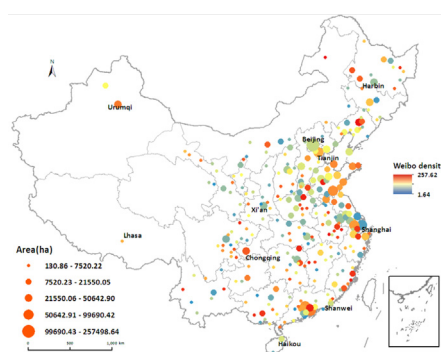 N
Harbin
Urumqi
Beijing
Tianjin
Weibo densit
257.62
1.64
Xi'an
Shanghai
Lhasa
Area(ha)
Chongqing
130.86 - 7520.22
7520.23 - 21550.05
21550.06 - 50642.90
50642.91 - 99690.42
Shanwei
99690.43 - 257498.64
Haikou
0
500
1,000 km